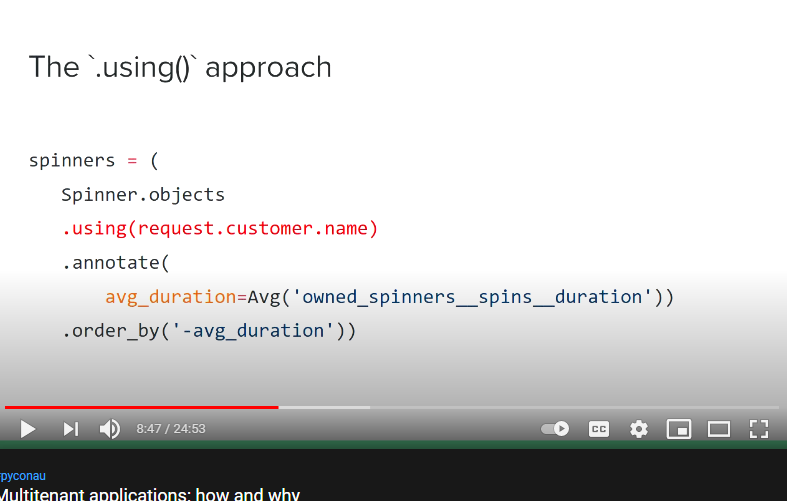 The `.using()` approach
spinners = (
Spinner.objects
.using(request.customer.name)
.annotate(
avg_duration=Avg('owned_spinners__spins__duration'))
.order_by('-avg_duration'))
8:47 / 24:53
CC
pyconau
Multitenant applications: how and why